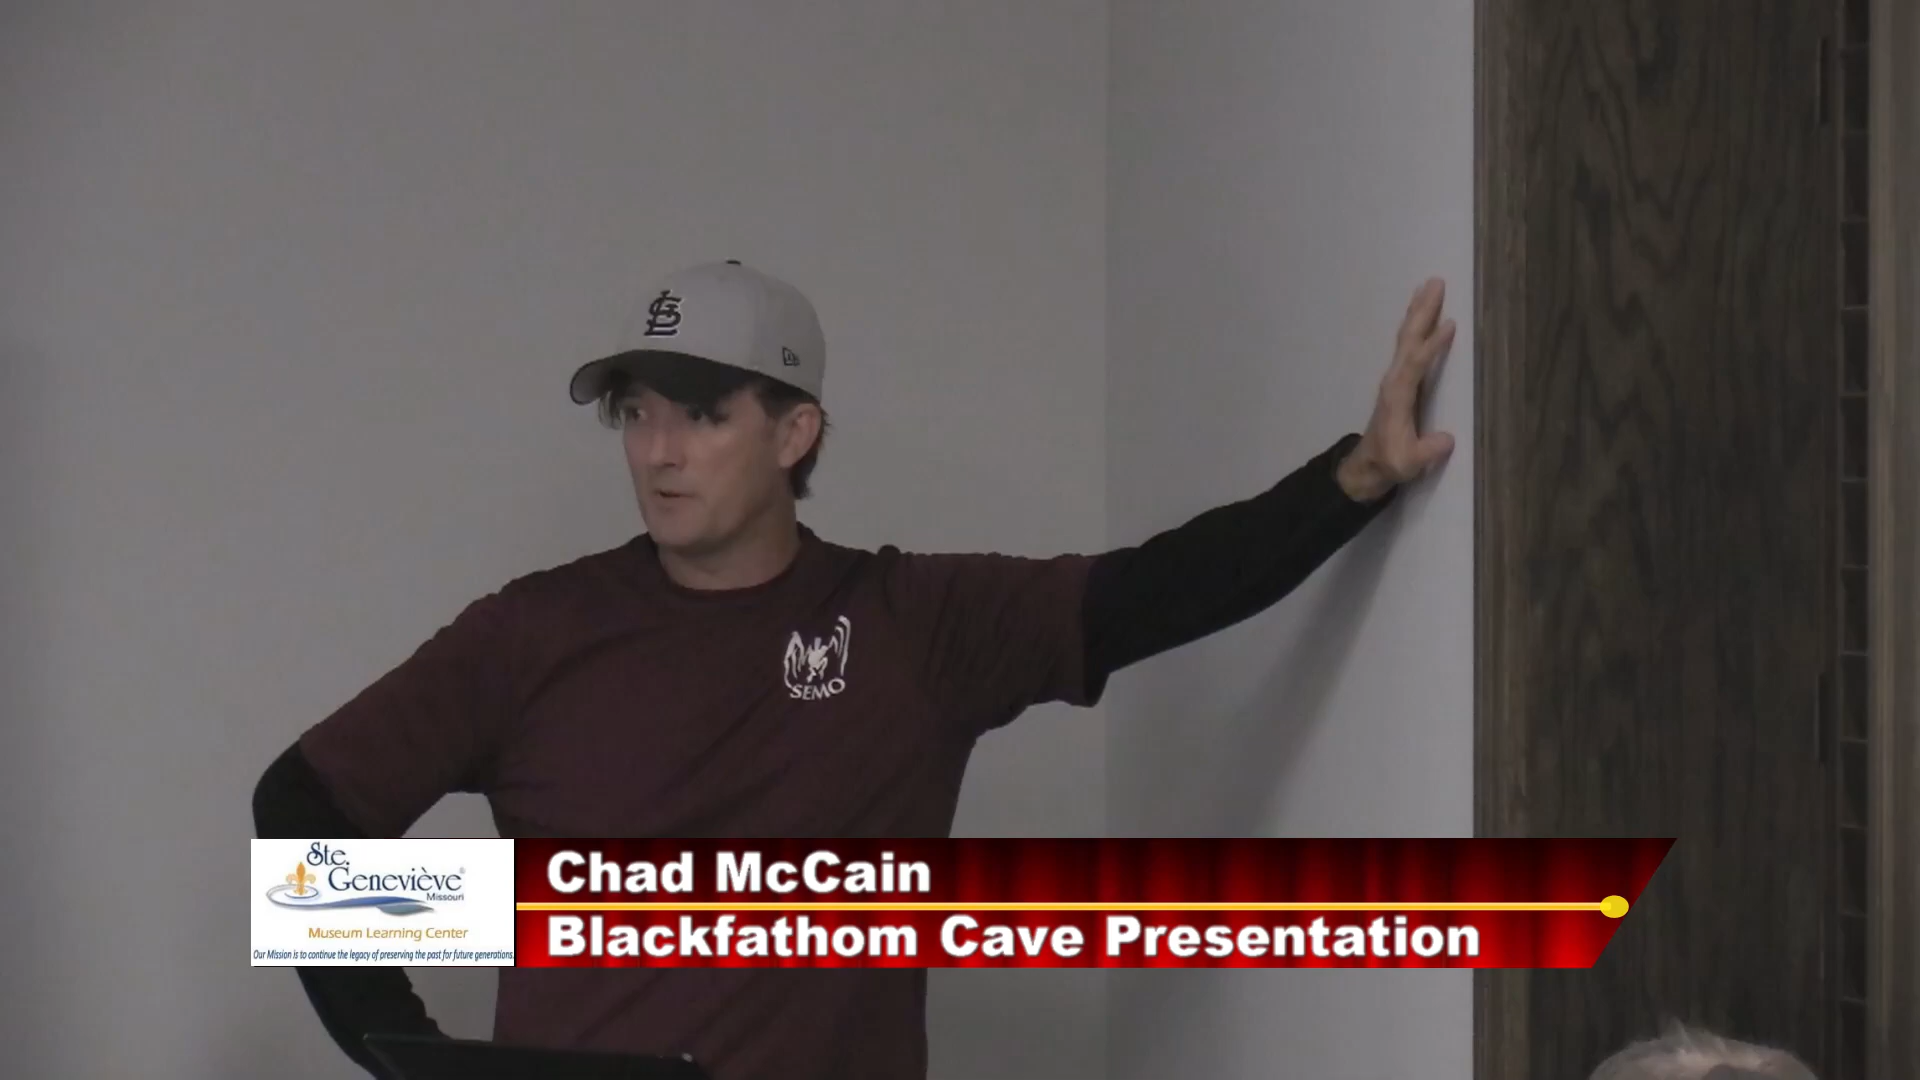 STL
SEMO
Ste.
Geneviève®
Missouri
Museum Learning Center
Our Mission is to continue the legacy of preserving the past for future generations.
Chad McCain
Blackfathom Cave Presentation